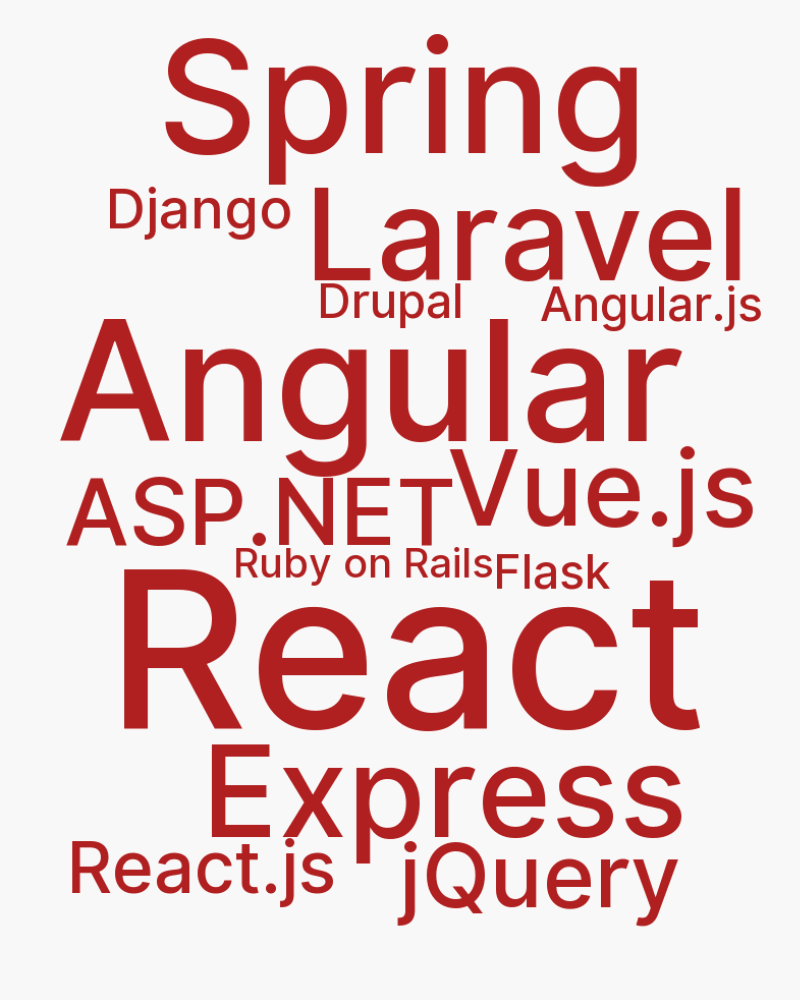 Spring
Django
Laravel
Drupal
Angular.js
Angular
Vue.js
ASP.NET
Ruby on Rails
Flask
React
Express
React.js
jQuery